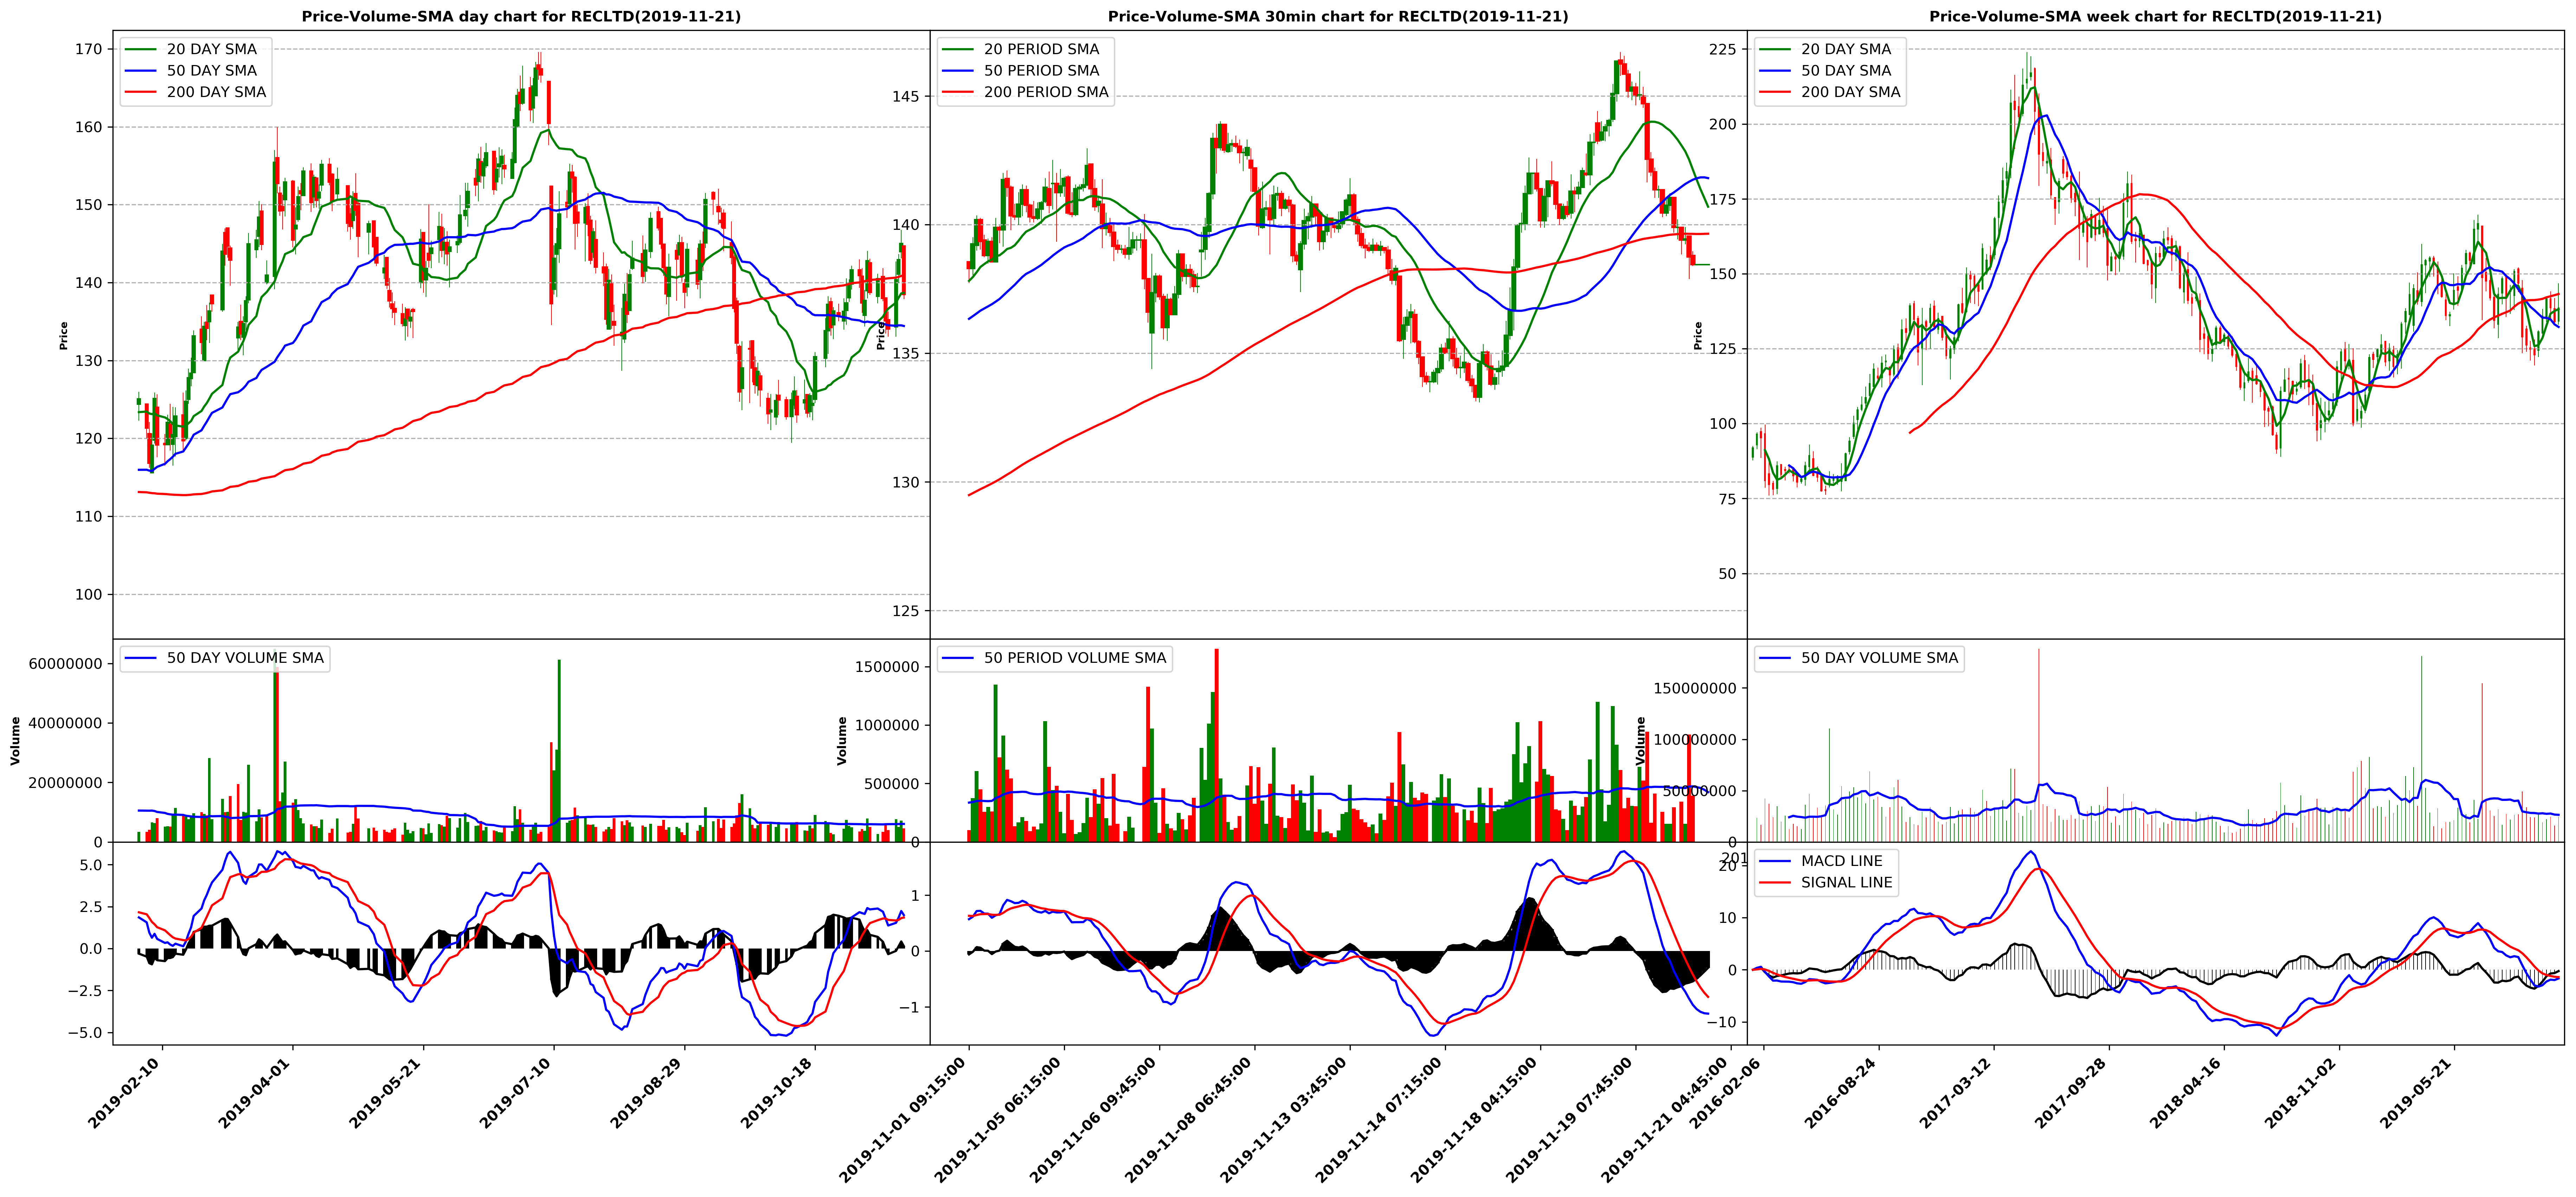 Price-Volume-SMA day chart for RECLTD(2019-11-21)
20 DAY SMA
50 DAY SMA
200 DAY SMA
170
160
150
140
130
120
110
100
Price
50 DAY VOLUME SMA
60000000
40000000
20000000
0
Volume
5.0
2.5
0.0
−2.5
−5.0
2019-02-10
2019-04-01
2019-05-21
2019-07-10
2019-08-29
2019-10-18
Price-Volume-SMA 30min chart for RECLTD(2019-11-21)
20 PERIOD SMA
50 PERIOD SMA
200 PERIOD SMA
145
140
135
130
125
Price
50 PERIOD VOLUME SMA
1500000
1000000
500000
0
Volume
1
0
−1
2019-11-01 09:15:00
2019-11-05 06:15:00
2019-11-06 09:45:00
2019-11-08 06:45:00
2019-11-13 03:45:00
2019-11-14 07:15:00
2019-11-18 04:15:00
2019-11-19 07:45:00
2019-11-21 04:45:00
Price-Volume-SMA week chart for RECLTD(2019-11-21)
20 DAY SMA
50 DAY SMA
200 DAY SMA
225
200
175
150
125
100
75
50
Price
50 DAY VOLUME SMA
150000000
100000000
50000000
0
Volume
MACD LINE
SIGNAL LINE
20
10
0
−10
2016-02-06
2016-08-24
2017-03-12
2017-09-28
2018-04-16
2018-11-02
2019-05-21